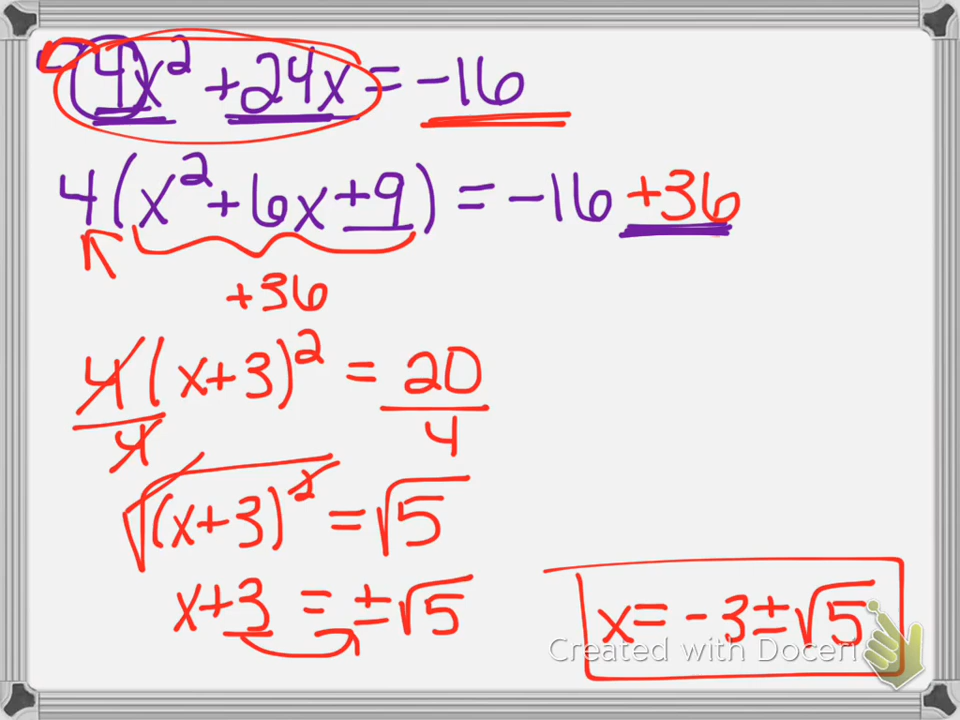 4x² + 24x = -16
4(x² + 6x + 9) = -16 + 36
+36
4(x+3)² = 20
4 4
√(x+3)² = √5
x+3 = ±√5
x = -3 ± √5
Created with Doceri